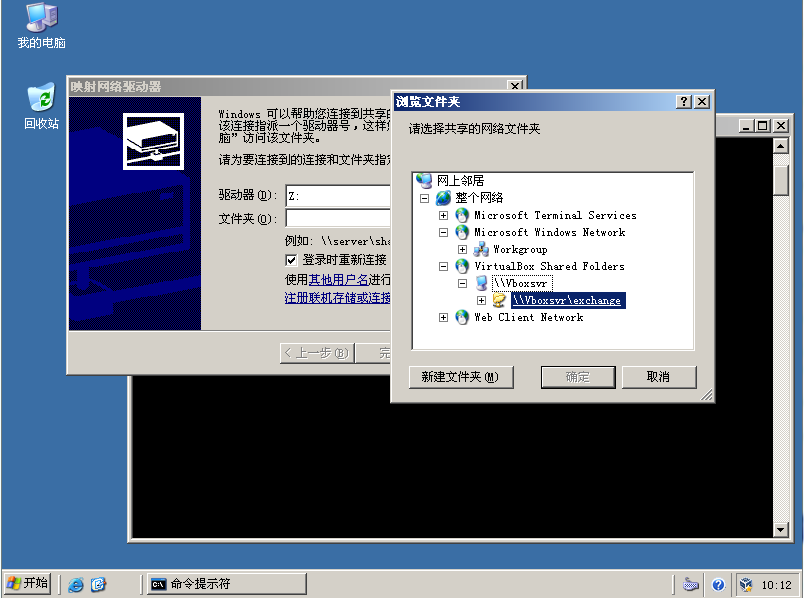 我的电脑
回收站
映射网络驱动器
Windows 可以帮助您连接到共享的
该连接指派一个驱动器号，这样
脑”访问该文件夹。
请为要连接到的连接和文件夹指定
驱动器(D):
Z:
文件夹(O):
例如: \\server\sha
登录时重新连接
使用其他用户名进行
注册联机存储或连接
< 上一步(B)
完
浏览文件夹
请选择共享的网络文件夹
网上邻居
整个网络
Microsoft Terminal Services
Microsoft Windows Network
Workgroup
VirtualBox Shared Folders
\\Vboxsvr
\\Vboxsvr\exchange
Web Client Network
新建文件夹(M)
确定
取消
开始
命令提示符
10:12